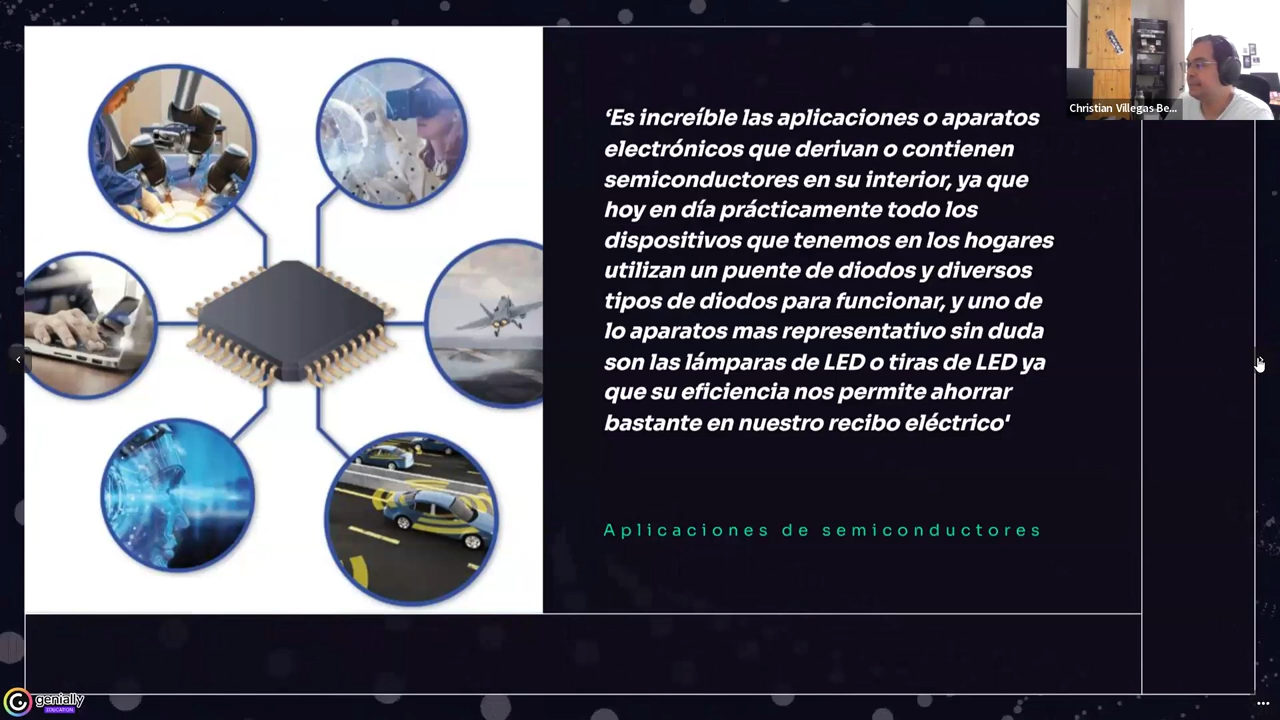 ‘Es increíble las aplicaciones o aparatos
electrónicos que derivan o contienen
semiconductores en su interior, ya que
hoy en día prácticamente todo los
dispositivos que tenemos en los hogares
utilizan un puente de diodos y diversos
tipos de diodos para funcionar, y uno de
lo aparatos mas representativo sin duda
son las lámparas de LED o tiras de LED ya
que su eficiencia nos permite ahorrar
bastante en nuestro recibo eléctrico'
Aplicaciones de semiconductores
Christian Villegas Be...
genially
EDUCATION